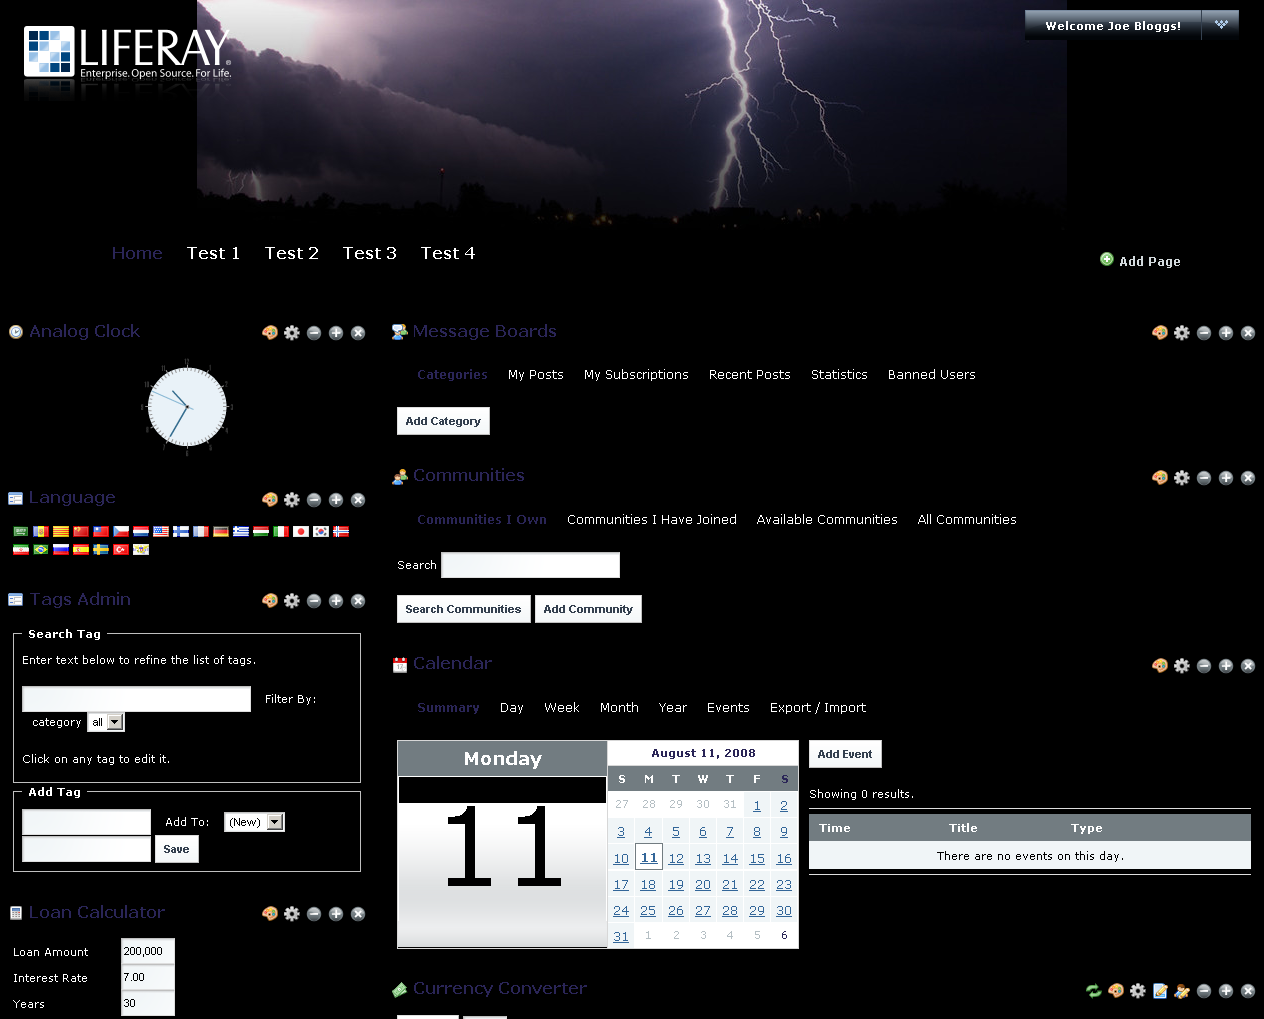 LIFERAY®
Enterprise. Open Source. For Life.
Welcome Joe Bloggs!
Home Test 1 Test 2 Test 3 Test 4
Add Page
Analog Clock
Language
Tags Admin
Search Tag
Enter text below to refine the list of tags.
Filter By:
category all
Click on any tag to edit it.
Add Tag
Add To: (New)
Save
Loan Calculator
Loan Amount 200,000
Interest Rate 7.00
Years 30
Message Boards
Categories My Posts My Subscriptions Recent Posts Statistics Banned Users
Add Category
Communities
Communities I Own Communities I Have Joined Available Communities All Communities
Search
Search Communities Add Community
Calendar
Summary Day Week Month Year Events Export / Import
Monday
11
August 11, 2008
S M T W T F S
27 28 29 30 31 1 2
3 4 5 6 7 8 9
10 11 12 13 14 15 16
17 18 19 20 21 22 23
24 25 26 27 28 29 30
31 1 2 3 4 5 6
Add Event
Showing 0 results.
Time Title Type
There are no events on this day.
Currency Converter